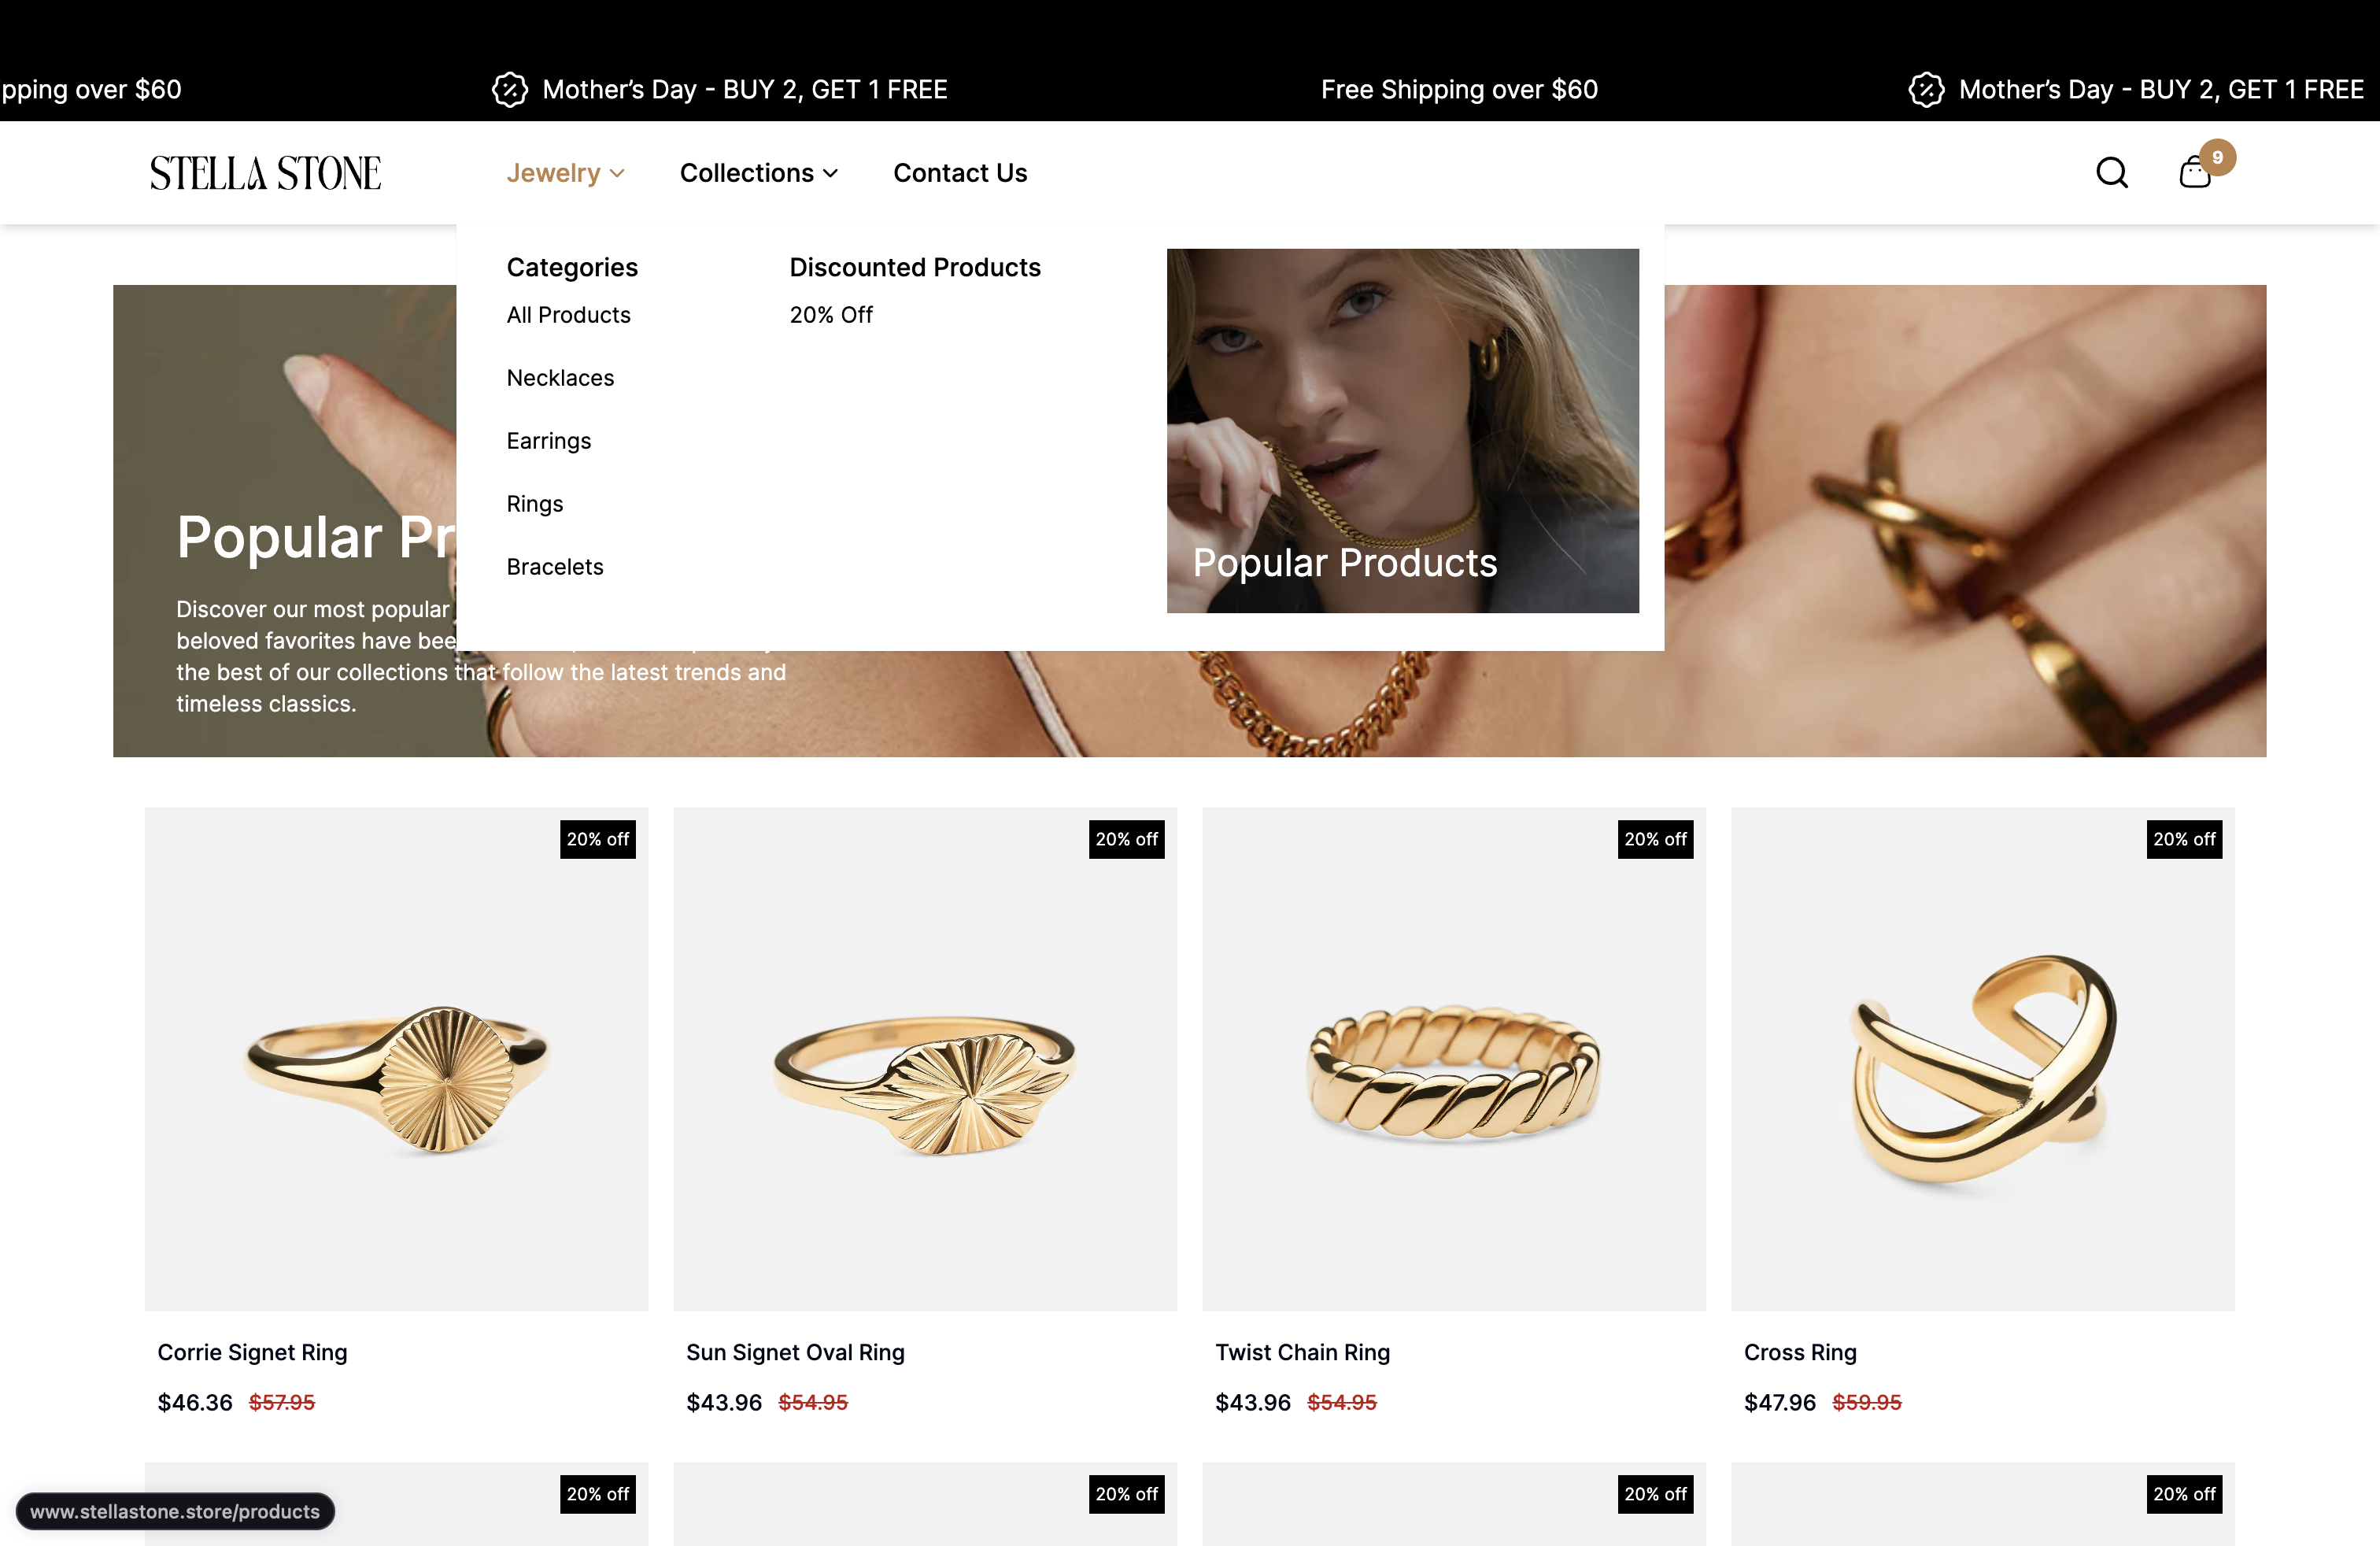 pping over $60
Mother's Day - BUY 2, GET 1 FREE
Free Shipping over $60
Mother's Day - BUY 2, GET 1 FREE
STELLA STONE
Jewelry
Collections
Contact Us
9
Categories
All Products
Necklaces
Earrings
Rings
Bracelets
Discounted Products
20% Off
Popular Products
Popular Pr
Discover our most popular
beloved favorites have bee
the best of our collections that follow the latest trends and
timeless classics.
20% off
20% off
20% off
20% off
Corrie Signet Ring
$46.36 $57.95
Sun Signet Oval Ring
$43.96 $54.95
Twist Chain Ring
$43.96 $54.95
Cross Ring
$47.96 $59.95
20% off
20% off
20% off
20% off
www.stellastone.store/products